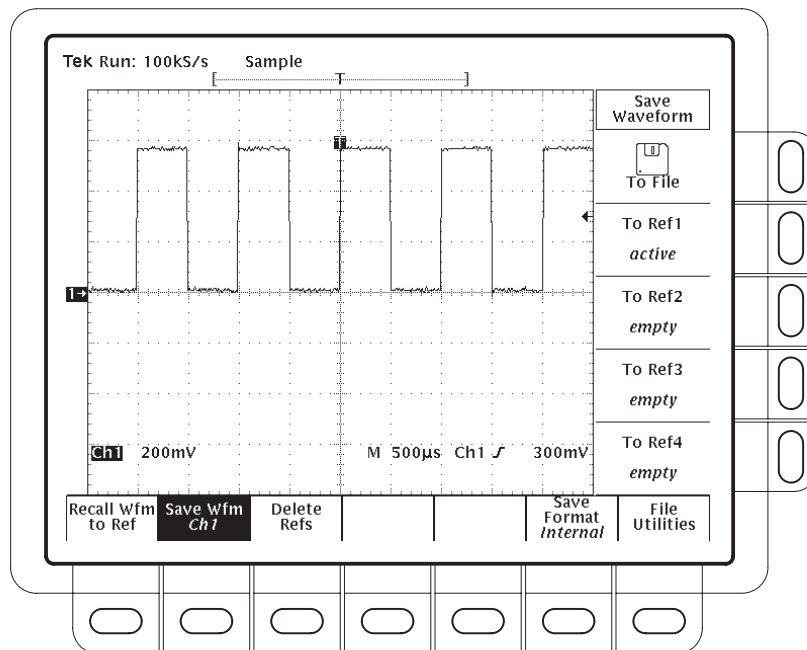 Tek Run: 100kS/s Sample
[ T ]
Save
Waveform
T
To File
To Ref1
active
1→
To Ref2
empty
To Ref3
empty
To Ref4
empty
Ch1 200mV M 500µs Ch1 300mV
Recall Wfm
to Ref
Save Wfm
Ch1
Delete
Refs
Save
Format
Internal
File
Utilities